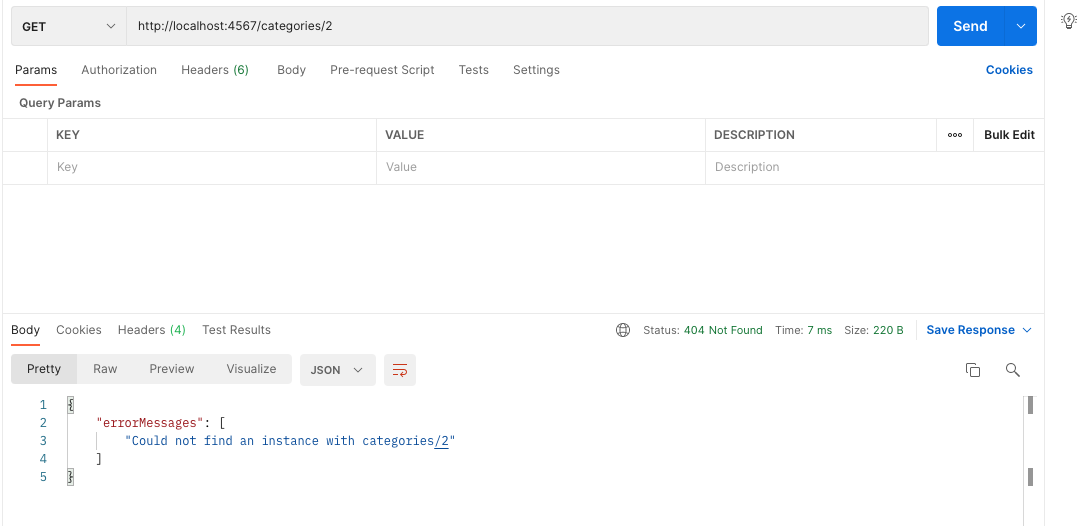 GET http://localhost:4567/categories/2 Send
Params Authorization Headers (6) Body Pre-request Script Tests Settings Cookies
Query Params
KEY VALUE DESCRIPTION ooo Bulk Edit
Key Value Description
Body Cookies Headers (4) Test Results Status: 404 Not Found Time: 7 ms Size: 220 B Save Response
Pretty Raw Preview Visualize JSON
1 {
2 "errorMessages": [
3 "Could not find an instance with categories/2"
4 ]
5 }